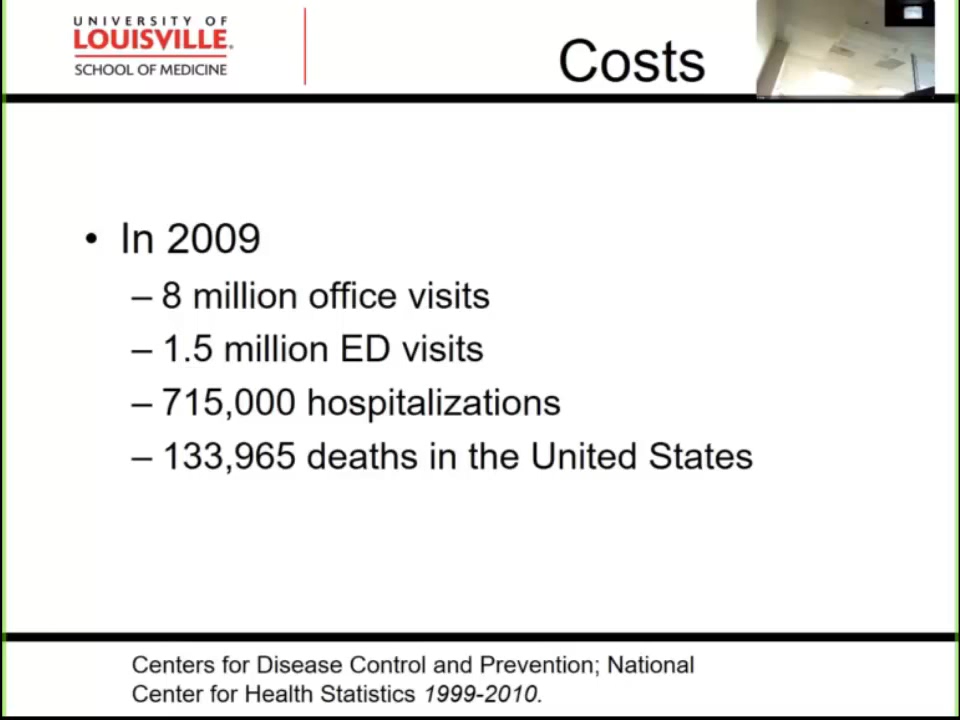 UNIVERSITY OF
LOUISVILLE.
SCHOOL OF MEDICINE
Costs
• In 2009
– 8 million office visits
– 1.5 million ED visits
– 715,000 hospitalizations
– 133,965 deaths in the United States
Centers for Disease Control and Prevention; National
Center for Health Statistics 1999-2010.